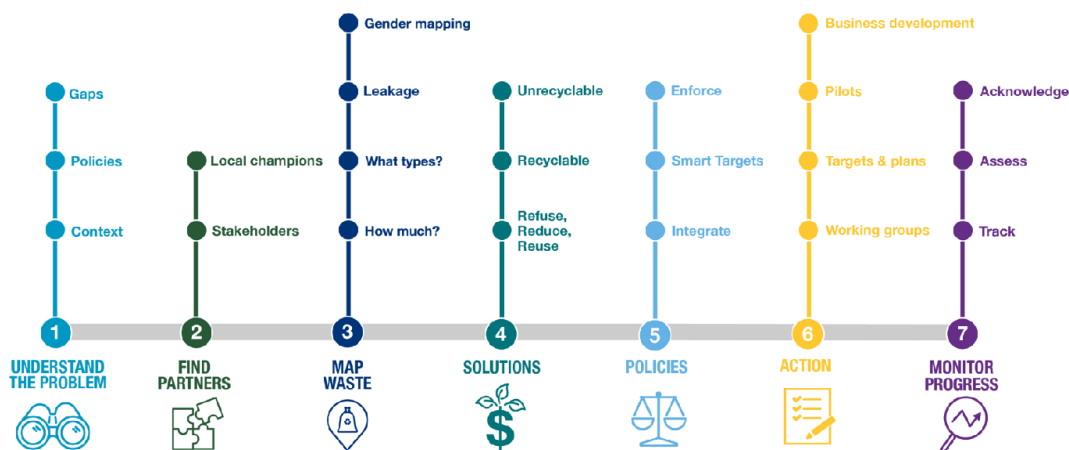 Gender mapping
Business development
Gaps
Leakage
Unrecyclable
Enforce
Pilots
Acknowledge
Policies
Local champions
What types?
Recyclable
Smart Targets
Targets & plans
Assess
Context
Stakeholders
How much?
Refuse,
Reduce,
Reuse
Integrate
Working groups
Track
1
2
3
4
5
6
7
UNDERSTAND
THE PROBLEM
FIND
PARTNERS
MAP
WASTE
SOLUTIONS
POLICIES
ACTION
MONITOR
PROGRESS
$